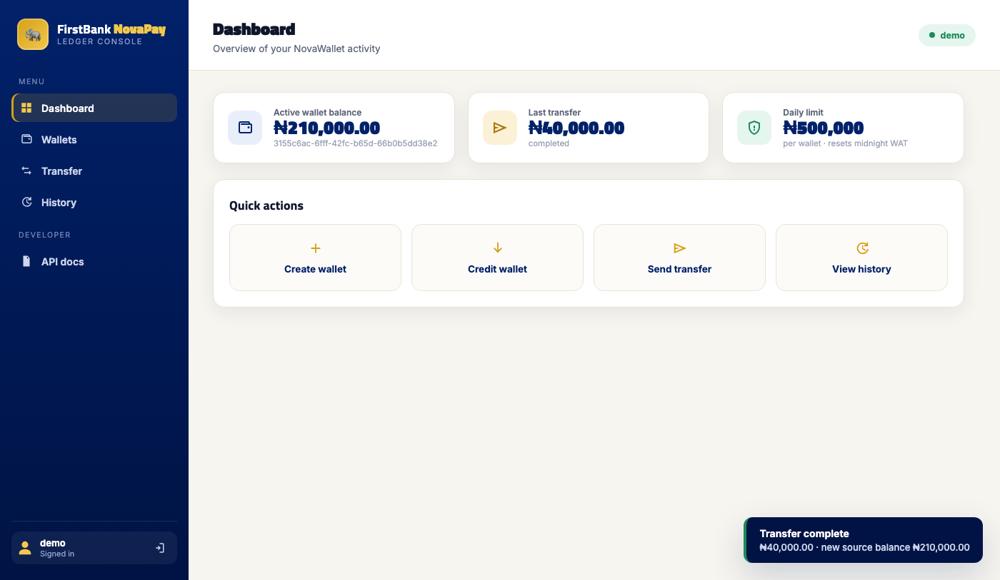 FirstBank NovaPay
LEDGER CONSOLE
MENU
Dashboard
Wallets
Transfer
History
DEVELOPER
API docs
demo
Signed in
Dashboard
Overview of your NovaWallet activity
demo
Active wallet balance
₦210,000.00
3155c6ac-6fff-42fc-b65d-66b0b5dd38e2
Last transfer
₦40,000.00
completed
Daily limit
₦500,000
per wallet · resets midnight WAT
Quick actions
Create wallet
Credit wallet
Send transfer
View history
Transfer complete
₦40,000.00 · new source balance ₦210,000.00